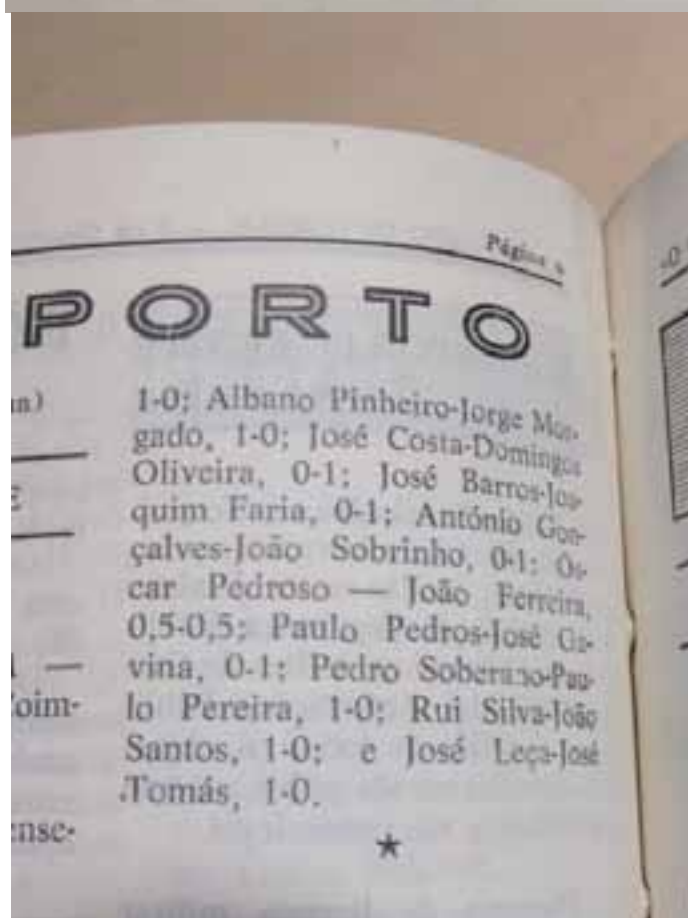 Página
PORTO
1-0; Albano Pinheiro-Jorge Mor-
gado, 1-0; José Costa-Domingos
Oliveira, 0-1; José Barros-Joa-
quim Faria, 0-1; António Gon-
çalves-João Sobrinho, 0-1; Os-
car Pedroso — João Ferreira,
0,5-0,5; Paulo Pedros-José Ga-
vina, 0-1; Pedro Soberano-Pau-
lo Pereira, 1-0; Rui Silva-João
Santos, 1-0; e José Leça-José
Tomás, 1-0.
★
E
—
oim-
ense-